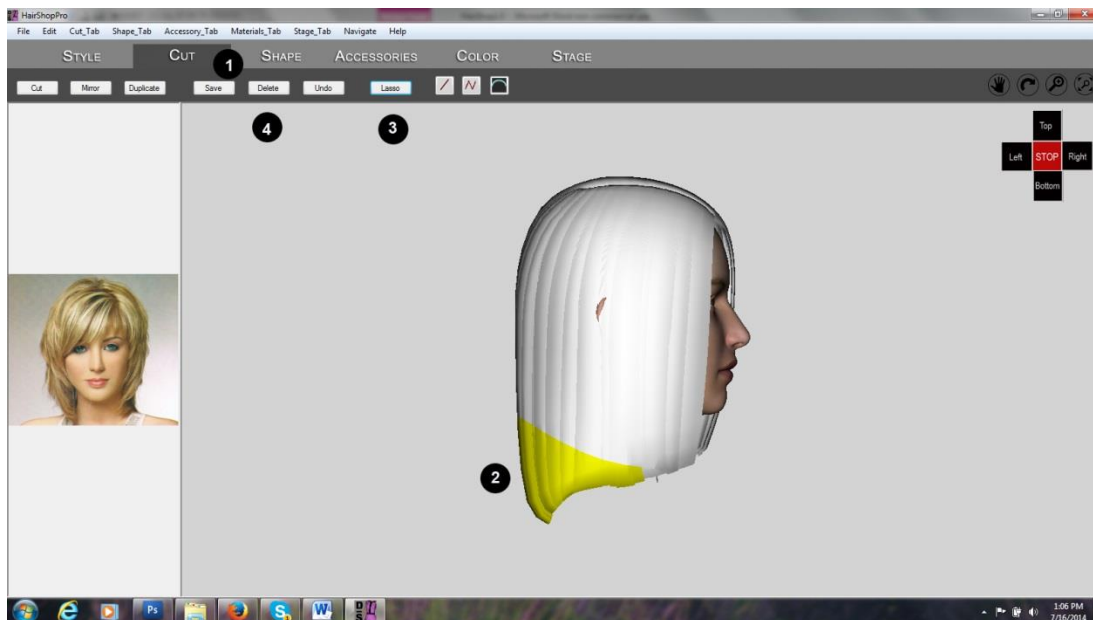 HairShopPro
File Edit Cut_Tab Shape_Tab Accessory_Tab Materials_Tab Stage_Tab Navigate Help
STYLE CUT SHAPE ACCESSORIES COLOR STAGE
1
Cut Mirror Duplicate Save Delete Undo Lasso
4 3
Top
Left STOP Right
Bottom
2
Ps S W DS
1:06 PM
7/16/2014